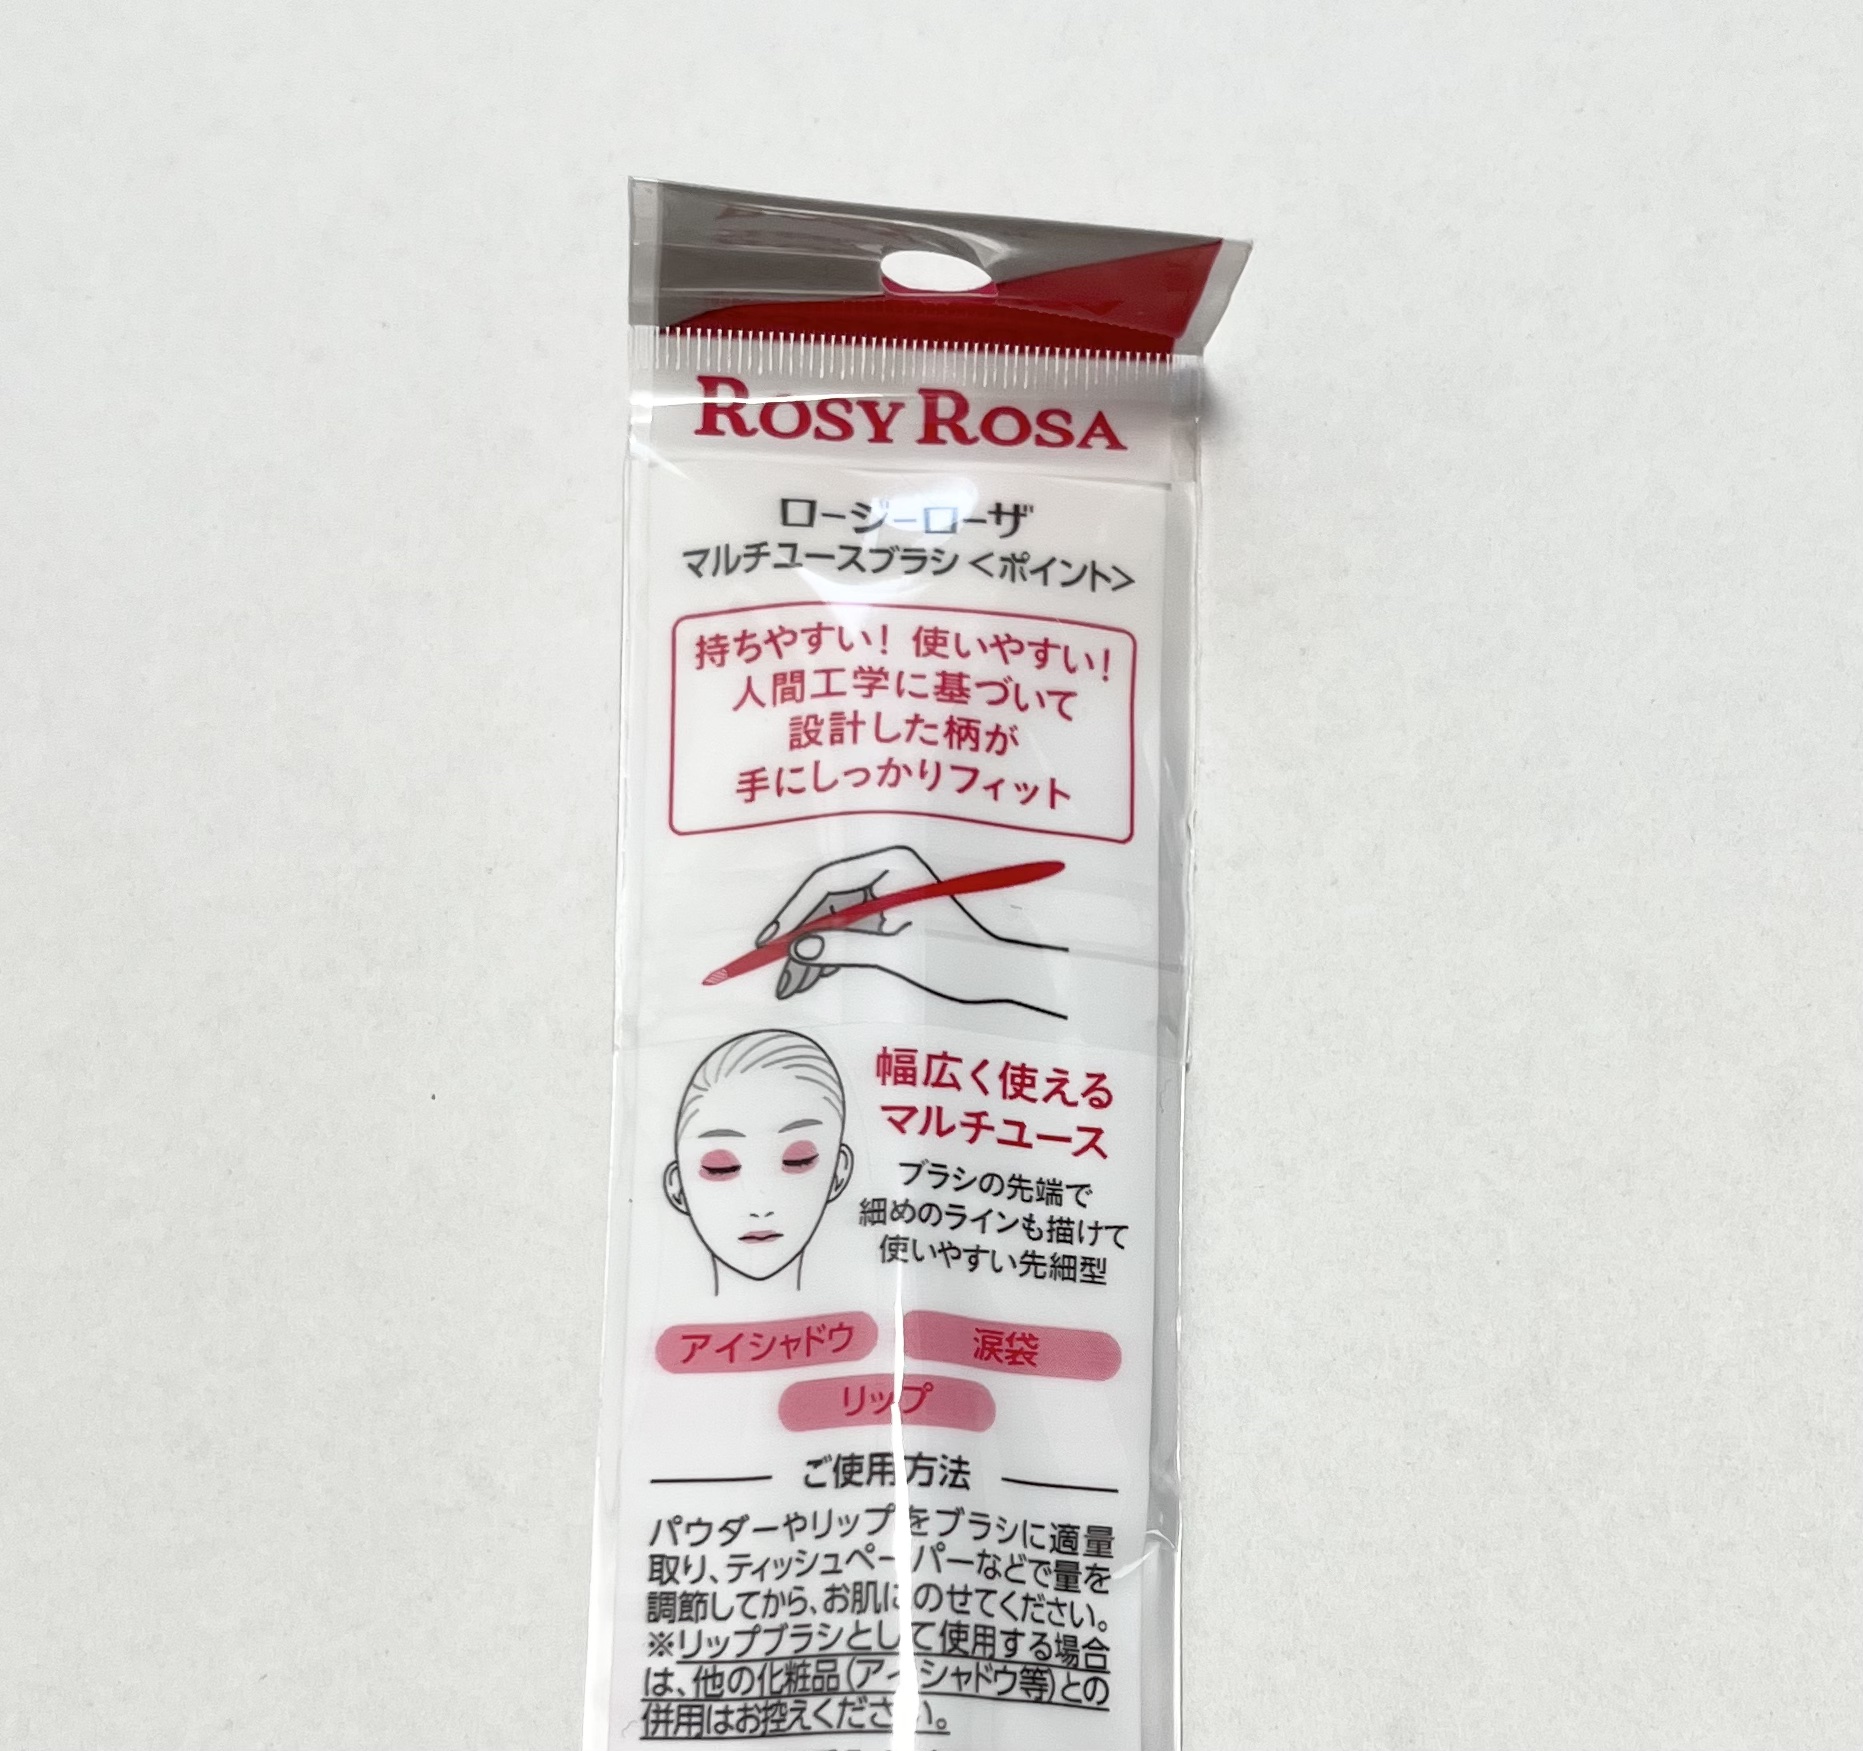 ROSY ROSA
ロージーローザ
マルチユースブラシ＜ポイント＞
持ちやすい！使いやすい！
人間工学に基づいて
設計した柄が
手にしっかりフィット
幅広く使える
マルチユース
ブラシの先端で
細めのラインも描けて
使いやすい先細型
アイシャドウ
涙袋
リップ
ご使用方法
パウダーやリップをブラシに適量
取り、ティッシュペーパーなどで量を
調節してから、お肌にのせてください。
※リップブラシとして使用する場合
は、他の化粧品(アイシャドウ等)との
併用はお控えください。